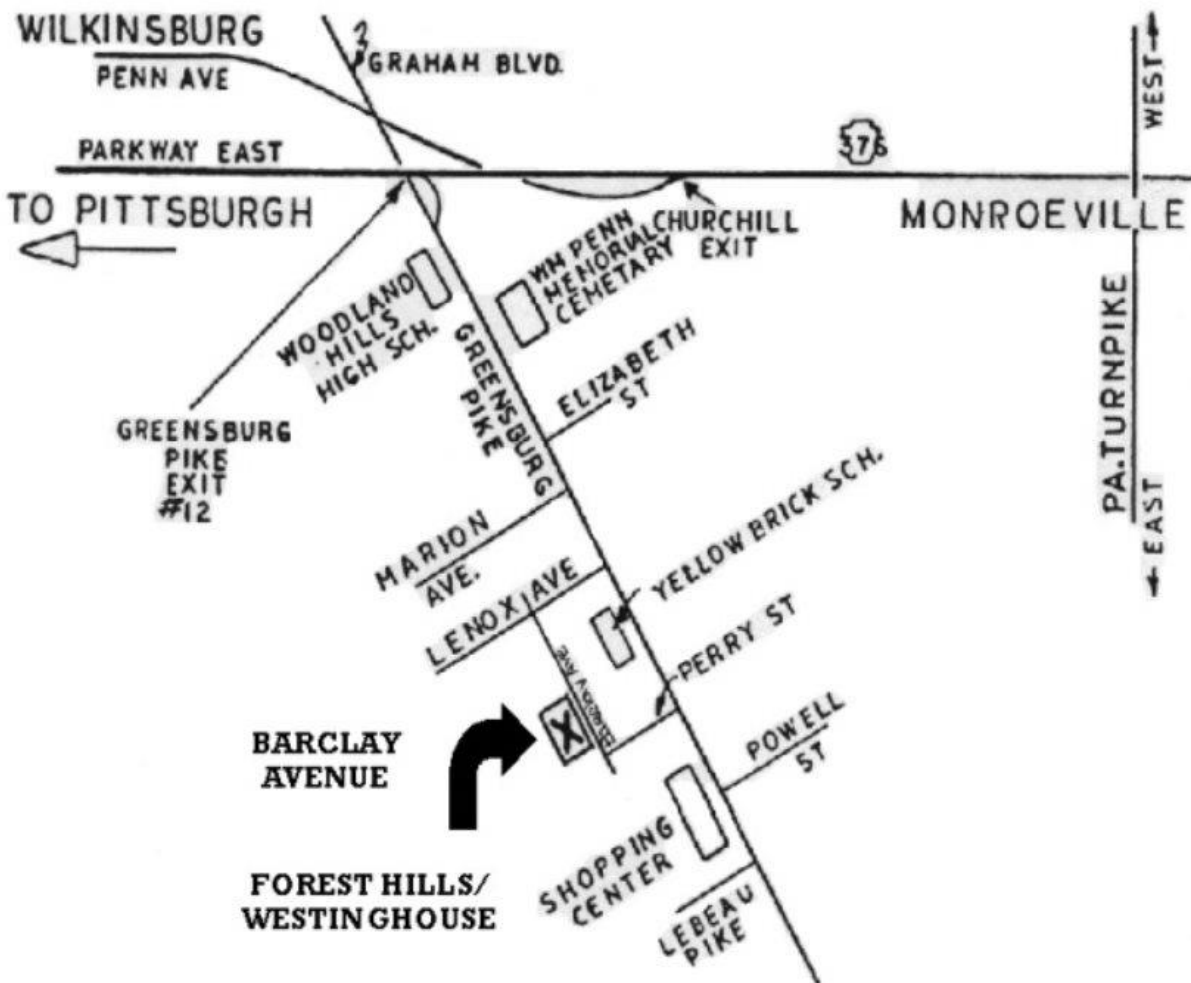 WILKINSBURG
PENN AVE
GRAHAM BLVD.
WEST
PARKWAY EAST
376
TO PITTSBURGH
MONROEVILLE
CHURCHILL
EXIT
WM PENN
MEMORIAL
CEMETARY
WOODLAND
HILLS
HIGH SCH.
GREENSBURG
PIKE
ELIZABETH
ST
GREENSBURG
PIKE
EXIT
#12
PA. TURNPIKE
EAST
MARION
AVE.
LENOX AVE
YELLOW BRICK SCH.
PERRY ST
BARCLAY
AVENUE
POWELL
ST
FOREST HILLS/
WESTINGHOUSE
SHOPPING
CENTER
LEBEAU
PIKE